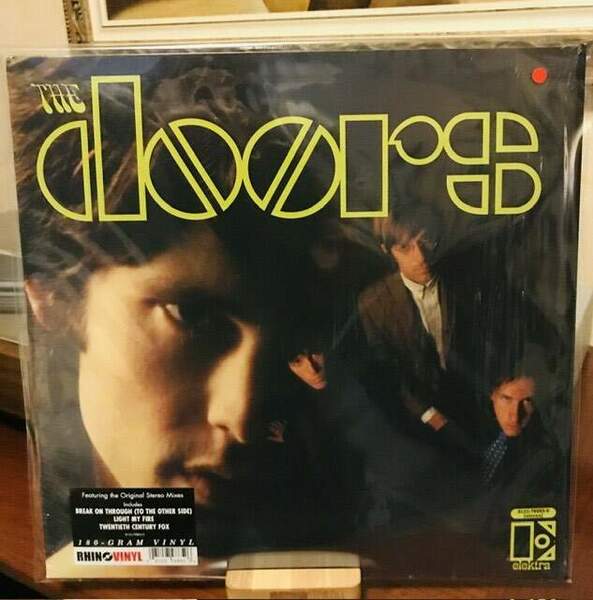 THE
doors
Featuring the Original Stereo Mixes
Includes
BREAK ON THROUGH (TO THE OTHER SIDE)
LIGHT MY FIRE
TWENTIETH CENTURY FOX
180-GRAM VINYL
RHINO VINYL
elektra